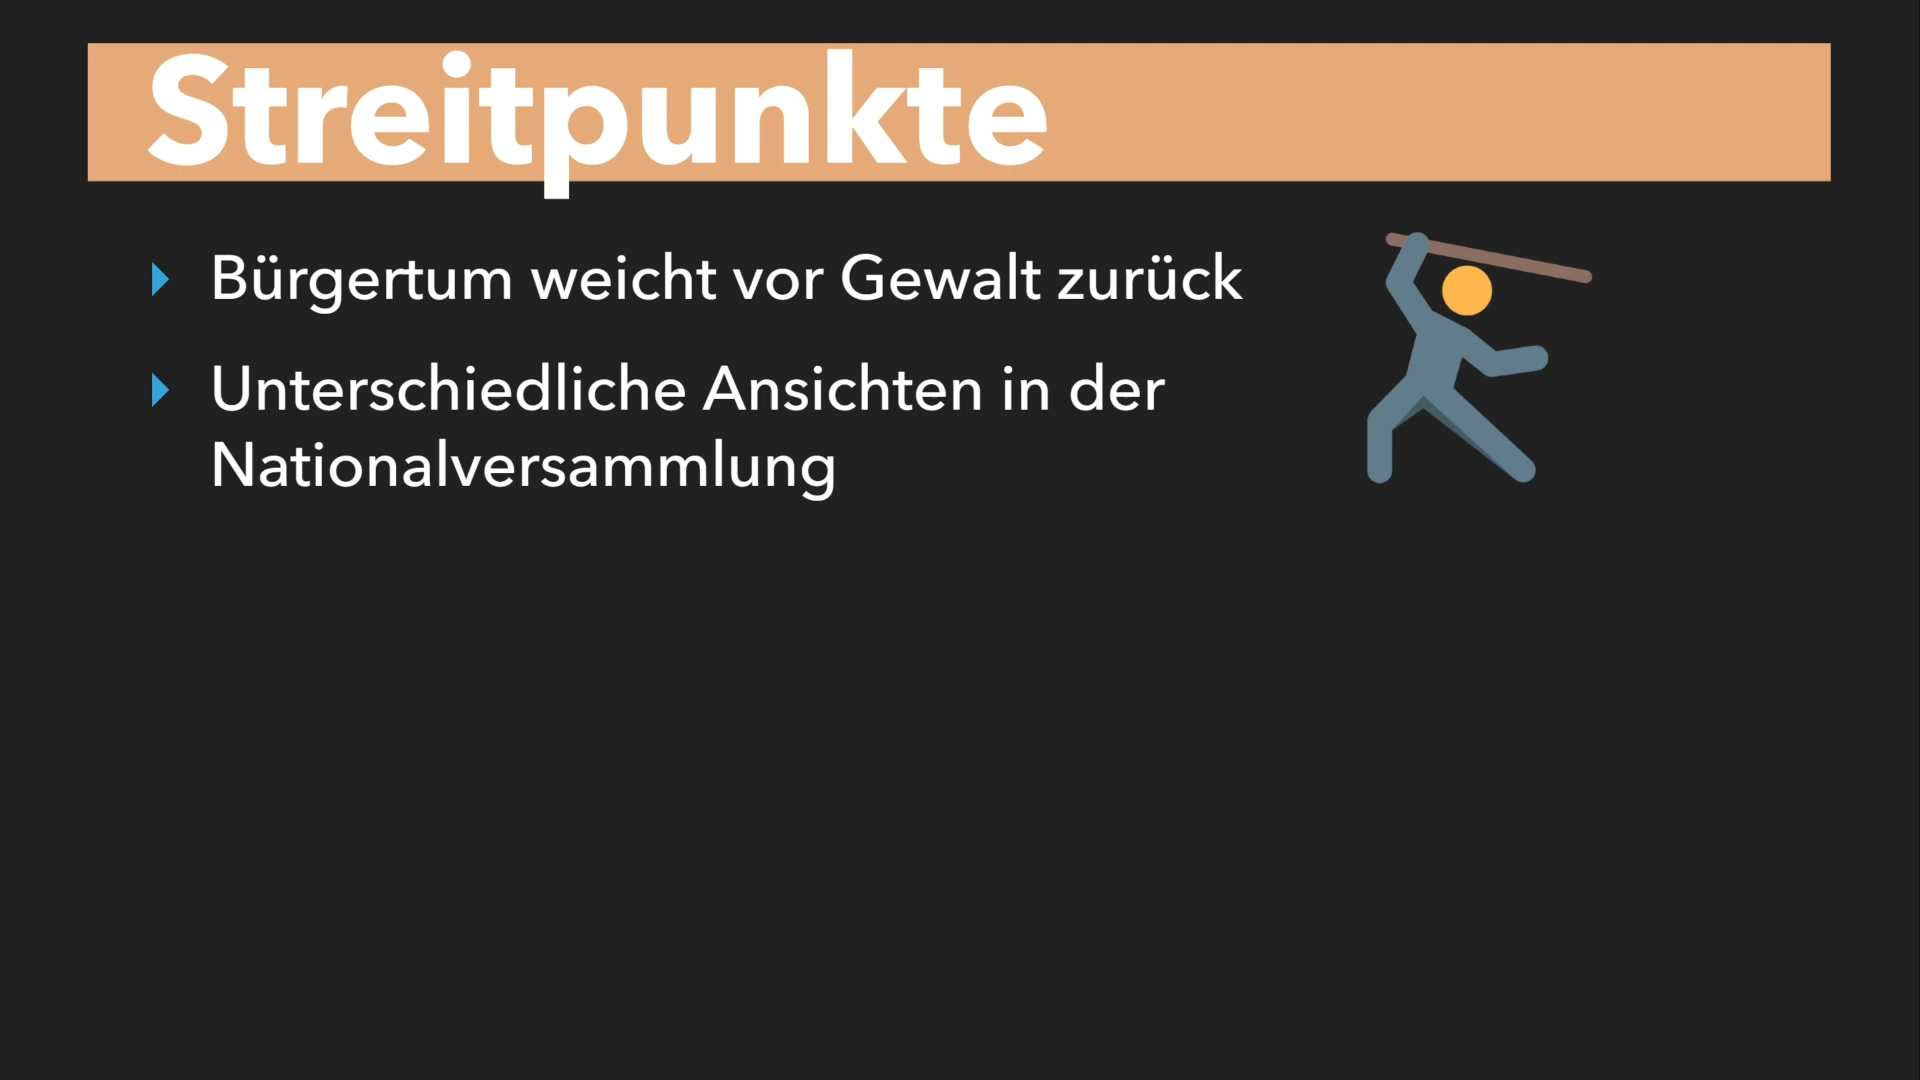 Streitpunkte
Bürgertum weicht vor Gewalt zurück
Unterschiedliche Ansichten in der
Nationalversammlung